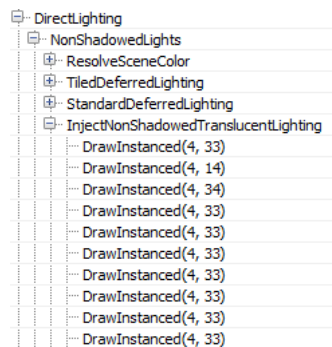 DirectLighting
NonShadowedLights
ResolveSceneColor
TiledDeferredLighting
StandardDeferredLighting
InjectNonShadowedTranslucentLighting
DrawInstanced(4, 33)
DrawInstanced(4, 14)
DrawInstanced(4, 34)
DrawInstanced(4, 33)
DrawInstanced(4, 33)
DrawInstanced(4, 33)
DrawInstanced(4, 33)
DrawInstanced(4, 33)
DrawInstanced(4, 33)
DrawInstanced(4, 33)